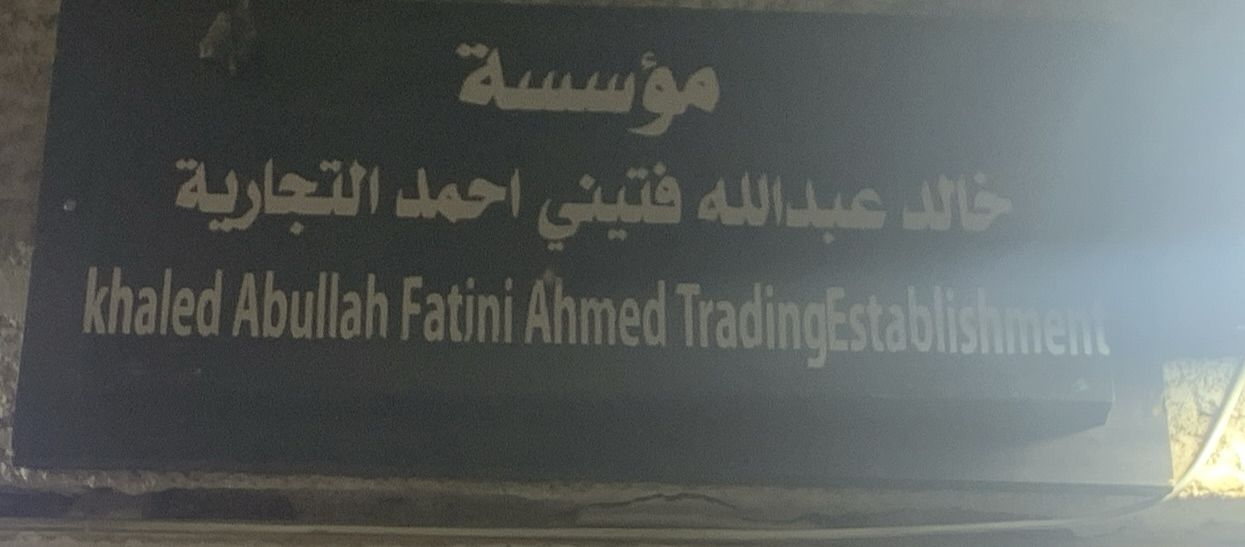 مؤسسة
خالد عبدالله فتيني احمد التجارية
khaled Abullah Fatini Ahmed TradingEstablishment